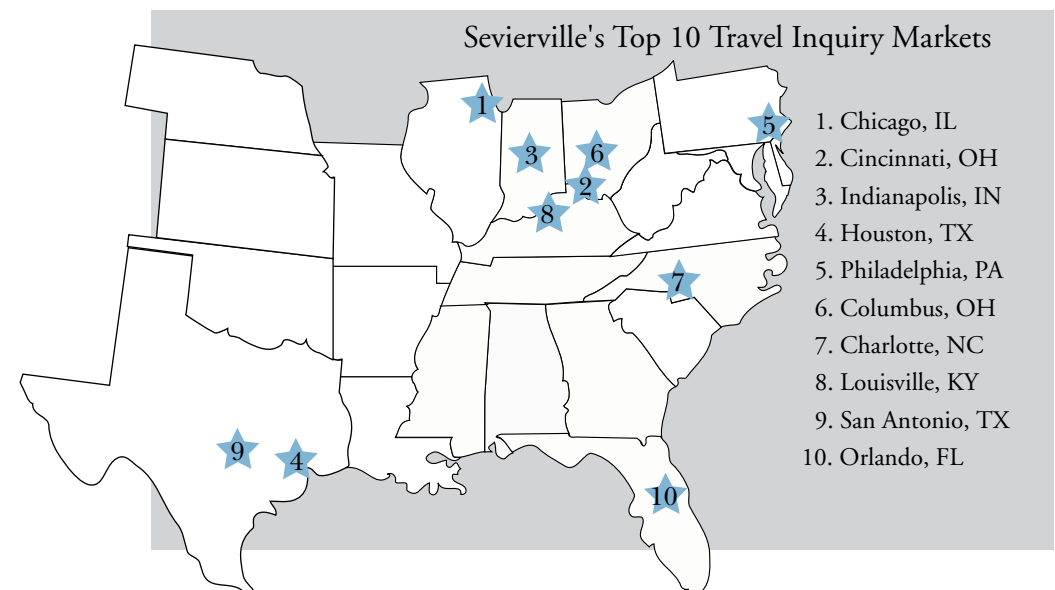 Sevierville's Top 10 Travel Inquiry Markets
1. Chicago, IL
2. Cincinnati, OH
3. Indianapolis, IN
4. Houston, TX
5. Philadelphia, PA
6. Columbus, OH
7. Charlotte, NC
8. Louisville, KY
9. San Antonio, TX
10. Orlando, FL
1
5
3
6
2
8
7
9
4
10